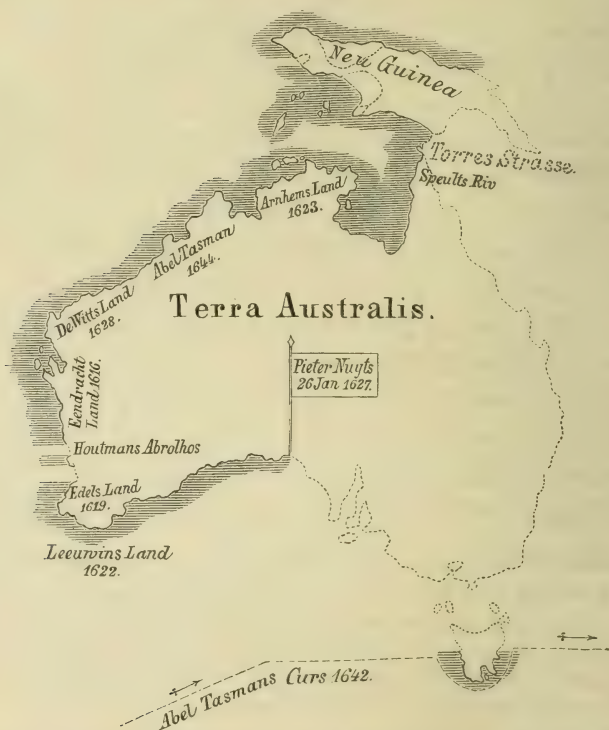 New Guinea
Torres Strasse.
Speults Riv
Arnhems Land
1623.
Abel Tasman
1644.
De Witts Land
1628.
Terra Australis.
Eendracht
Land 1616.
Pieter Nuyts
26 Jan 1627.
Houtmans Abrolhos
Edels Land
1619.
Leeuwins Land
1622.
Abel Tasmans Curs 1642.